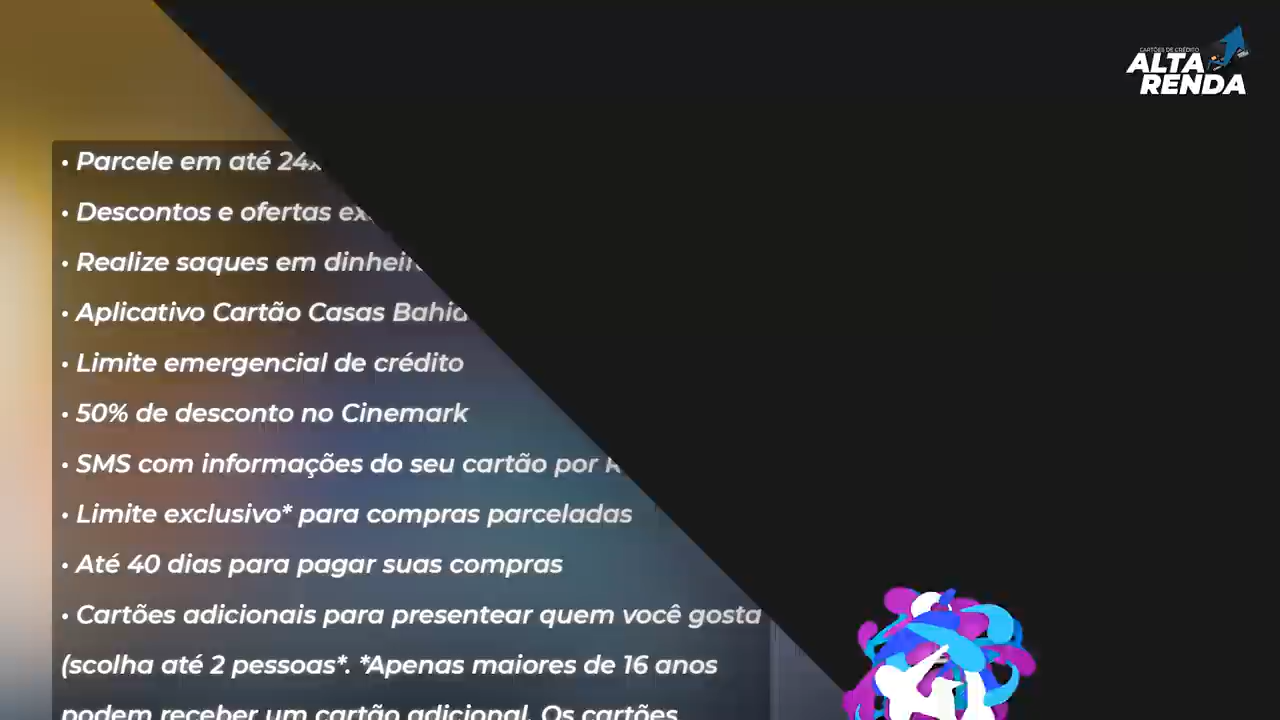 CARTÕES DE CRÉDITO
ALTA
RENDA
• Parcele em até 24x
• Descontos e ofertas
• Realize saques em
• Aplicativo Cartão Casas Bahia
• Limite emergencial de crédito
• 50% de desconto no Cinemark
• SMS com informações do seu cartão por
• Limite exclusivo* para compras parceladas
• Até 40 dias para pagar suas compras
• Cartões adicionais para presentear quem você gosta
(scolha até 2 pessoas*. *Apenas maiores de 16 anos
podem receber um cartão adicional. Os cartões